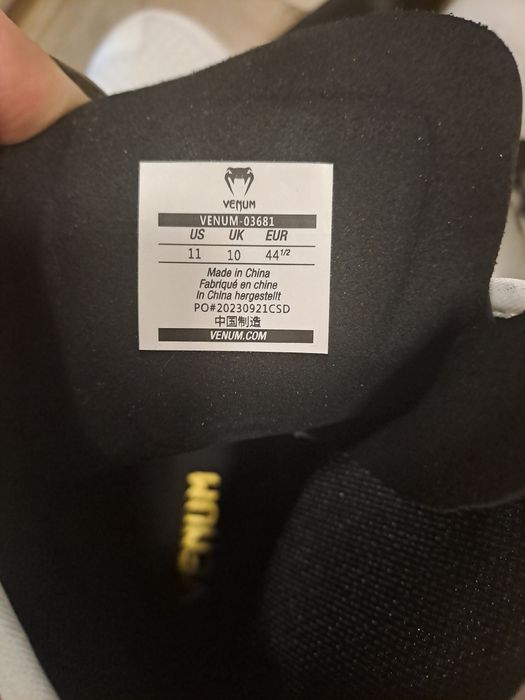 VENUM
VENUM-03681
US UK EUR
11 10 44 1/2
Made in China
Fabriqué en chine
In China hergestellt
PO#20230921CSD
中国制造
VENUM.COM